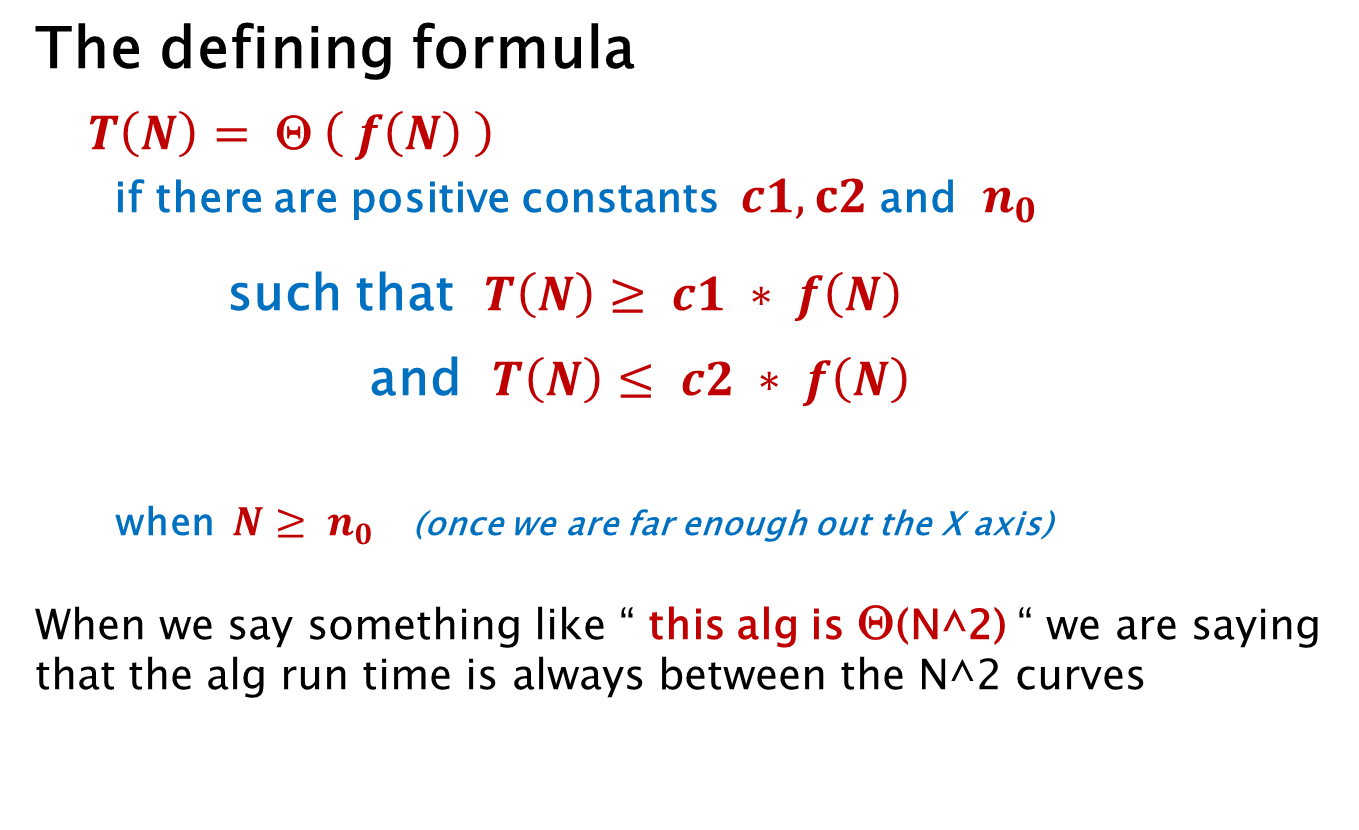 The defining formula
T(N) = Θ ( f(N) )
if there are positive constants c1, c2 and n₀
such that T(N) ≥ c1 ∗ f(N)
and T(N) ≤ c2 ∗ f(N)
when N ≥ n₀ (once we are far enough out the X axis)
When we say something like “ this alg is Θ(N^2) “ we are saying
that the alg run time is always between the N^2 curves